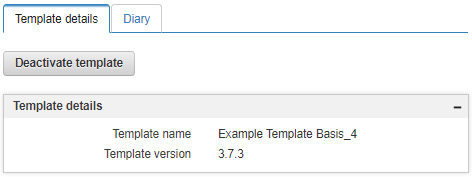 Template details Diary
Deactivate template
Template details
Template name Example Template Basis_4
Template version 3.7.3